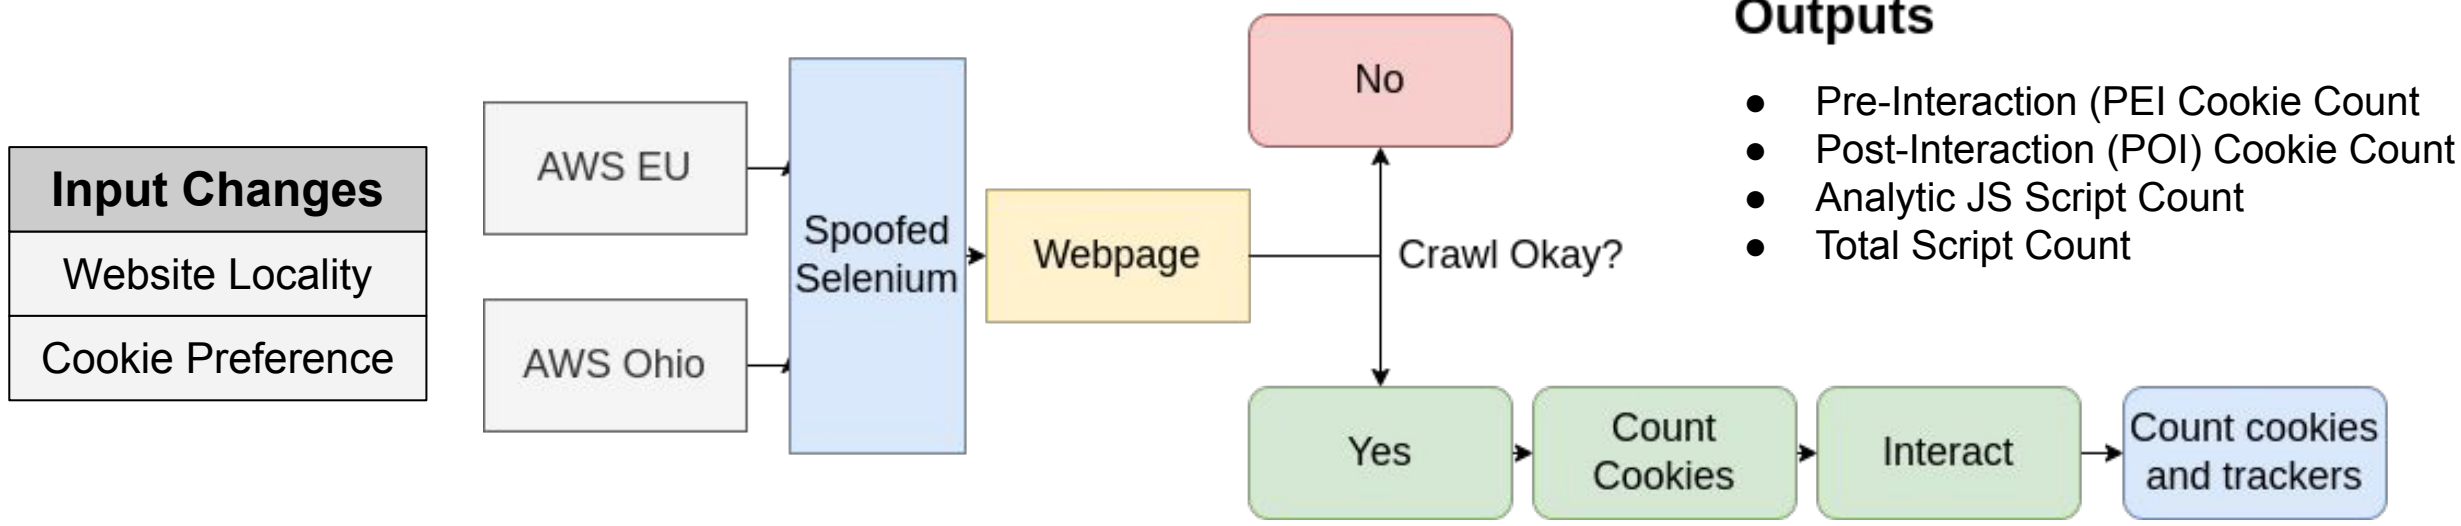 Input Changes
Website Locality
Cookie Preference
AWS EU
AWS Ohio
Spoofed
Selenium
Webpage
No
Crawl Okay?
Yes
Count
Cookies
Interact
Count cookies
and trackers
Outputs
● Pre-Interaction (PEI Cookie Count
● Post-Interaction (POI) Cookie Count
● Analytic JS Script Count
● Total Script Count